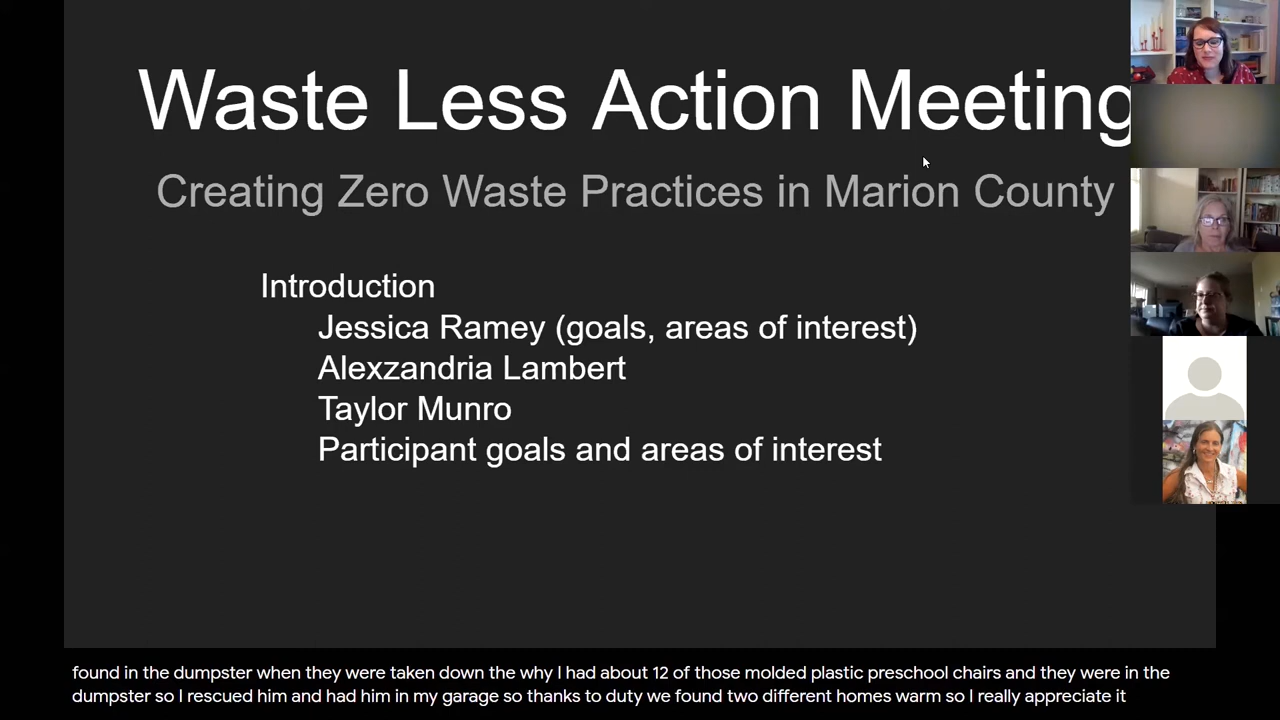 Waste Less Action Meeting
Creating Zero Waste Practices in Marion County
Introduction
Jessica Ramey (goals, areas of interest)
Alexzandria Lambert
Taylor Munro
Participant goals and areas of interest
found in the dumpster when they were taken down the why I had about 12 of those molded plastic preschool chairs and they were in the
dumpster so I rescued him and had him in my garage so thanks to duty we found two different homes warm so I really appreciate it